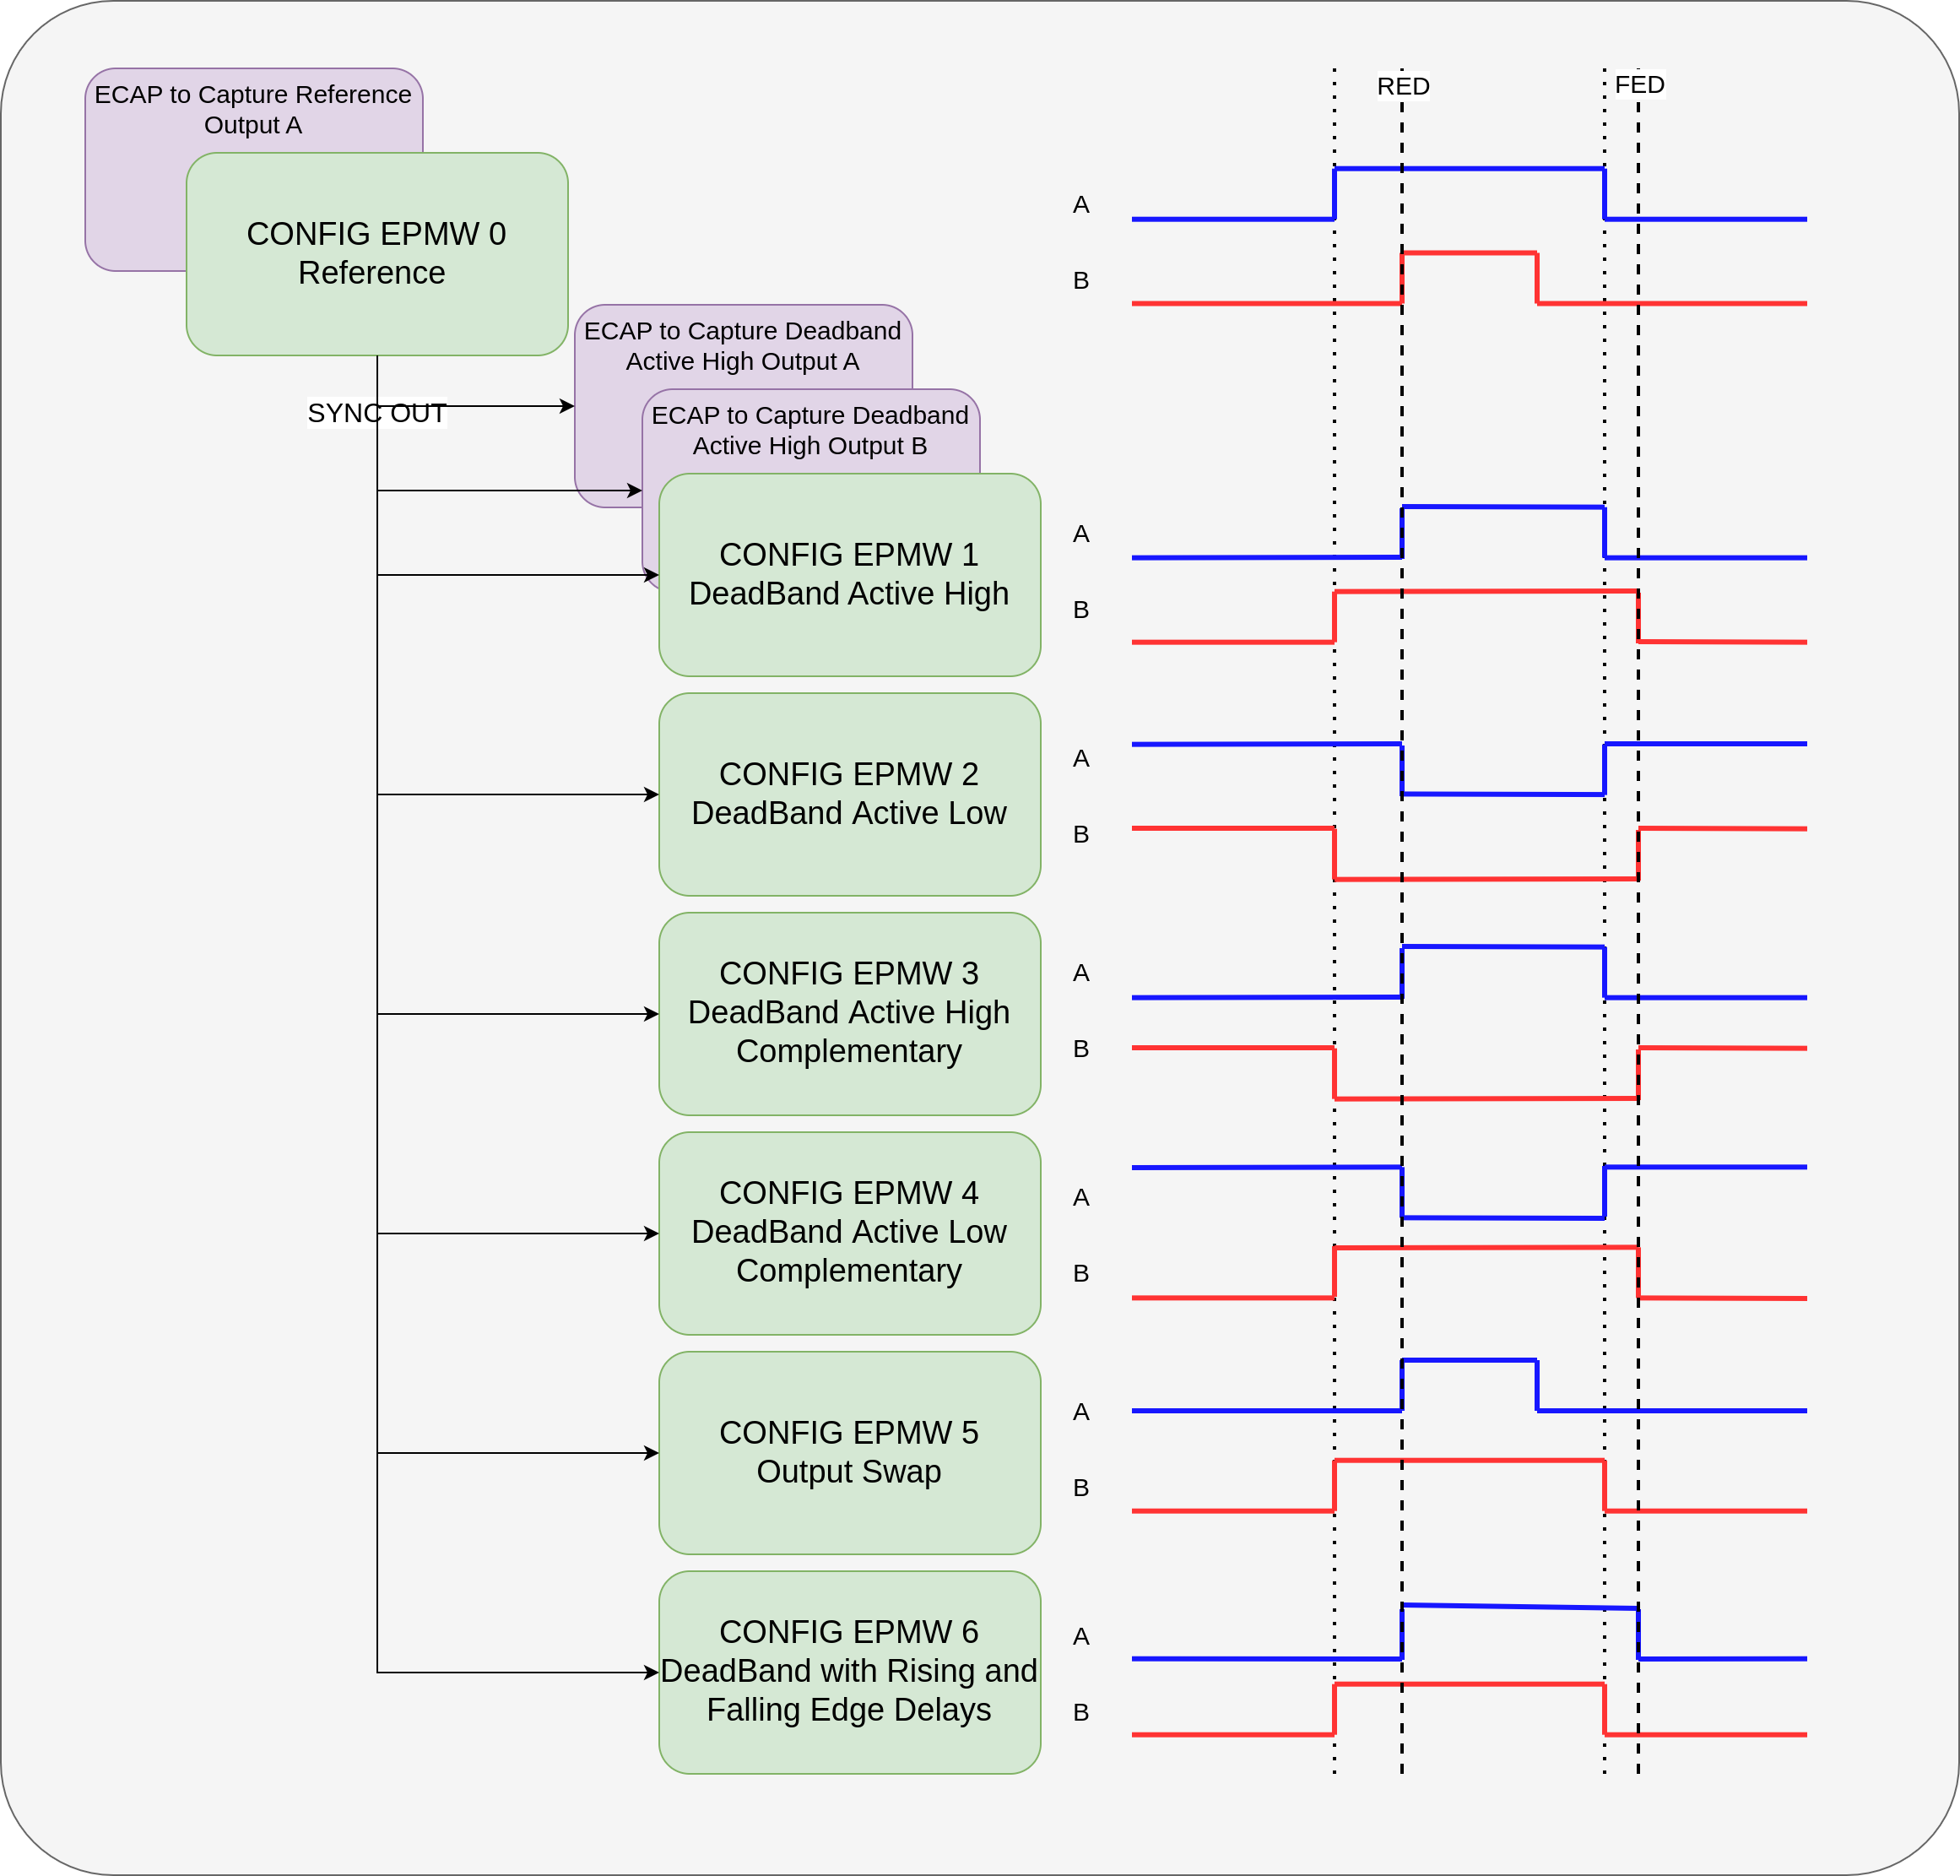 ECAP to Capture Reference
Output A
CONFIG EPMW 0
Reference
RED
FED
A
B
ECAP to Capture Deadband
Active High Output A
SYNC OUT
ECAP to Capture Deadband
Active High Output B
CONFIG EPMW 1
DeadBand Active High
A
B
CONFIG EPMW 2
DeadBand Active Low
A
B
CONFIG EPMW 3
DeadBand Active High
Complementary
A
B
CONFIG EPMW 4
DeadBand Active Low
Complementary
A
B
CONFIG EPMW 5
Output Swap
A
B
CONFIG EPMW 6
DeadBand with Rising and
Falling Edge Delays
A
B